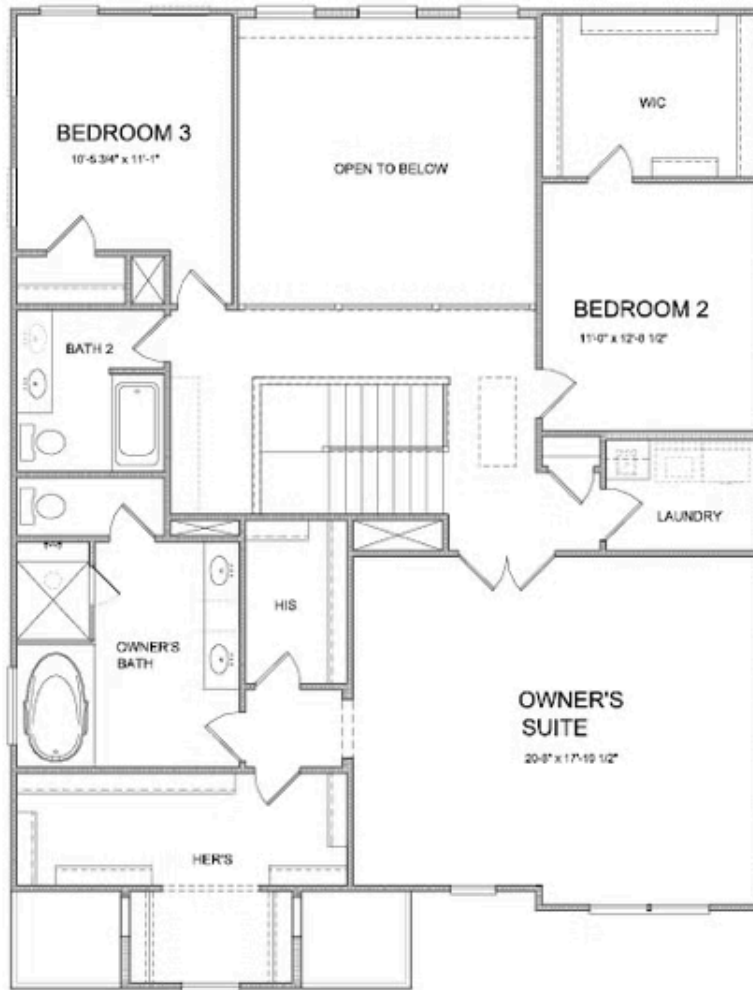 BEDROOM 3
10'-5 3/4" x 11'-1"
OPEN TO BELOW
WIC
BEDROOM 2
11'-0" x 12'-8 1/2"
BATH 2
LAUNDRY
HIS
OWNER'S
BATH
OWNER'S
SUITE
20-8" x 17'-10 1/2"
HER'S